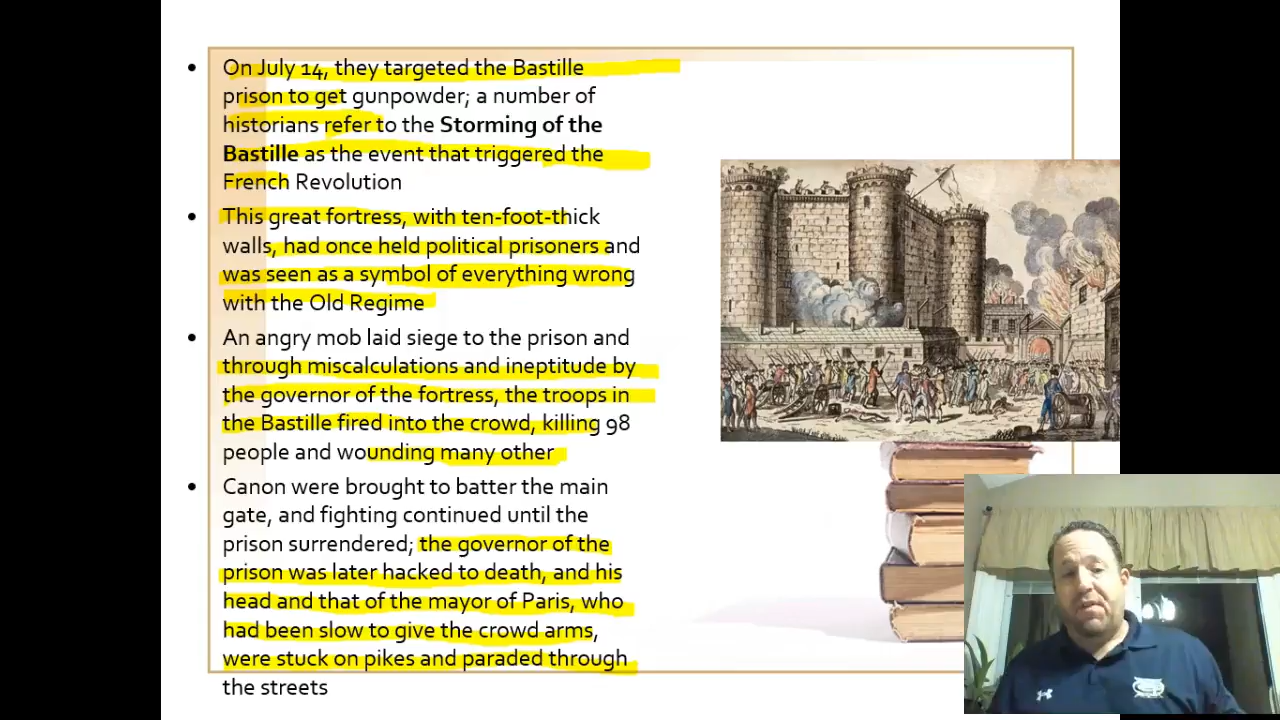 On July 14, they targeted the Bastille
prison to get gunpowder; a number of
historians refer to the Storming of the
Bastille as the event that triggered the
French Revolution
This great fortress, with ten-foot-thick
walls, had once held political prisoners and
was seen as a symbol of everything wrong
with the Old Regime
An angry mob laid siege to the prison and
through miscalculations and ineptitude by
the governor of the fortress, the troops in
the Bastille fired into the crowd, killing 98
people and wounding many other
Canon were brought to batter the main
gate, and fighting continued until the
prison surrendered; the governor of the
prison was later hacked to death, and his
head and that of the mayor of Paris, who
had been slow to give the crowd arms,
were stuck on pikes and paraded through
the streets